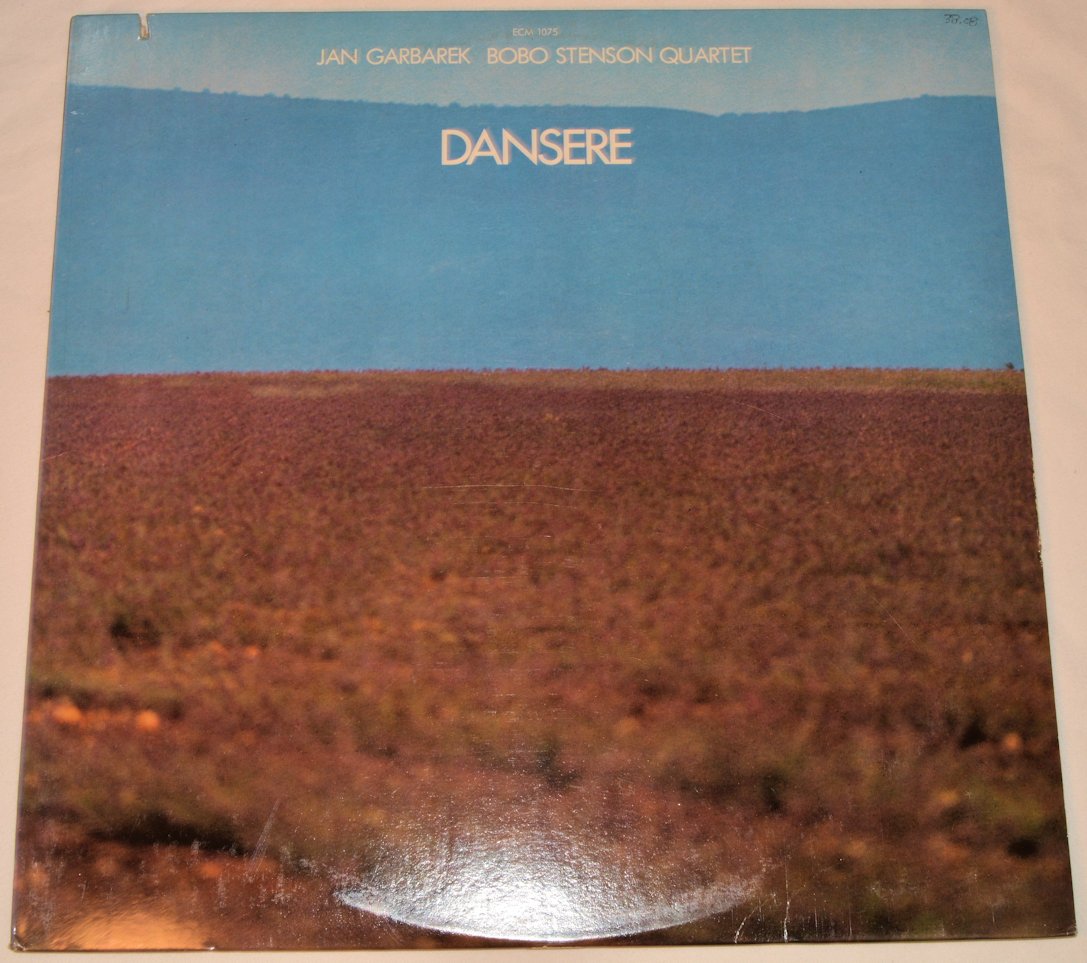 ECM 1075
JAN GARBAREK BOBO STENSON QUARTET
DANSERE